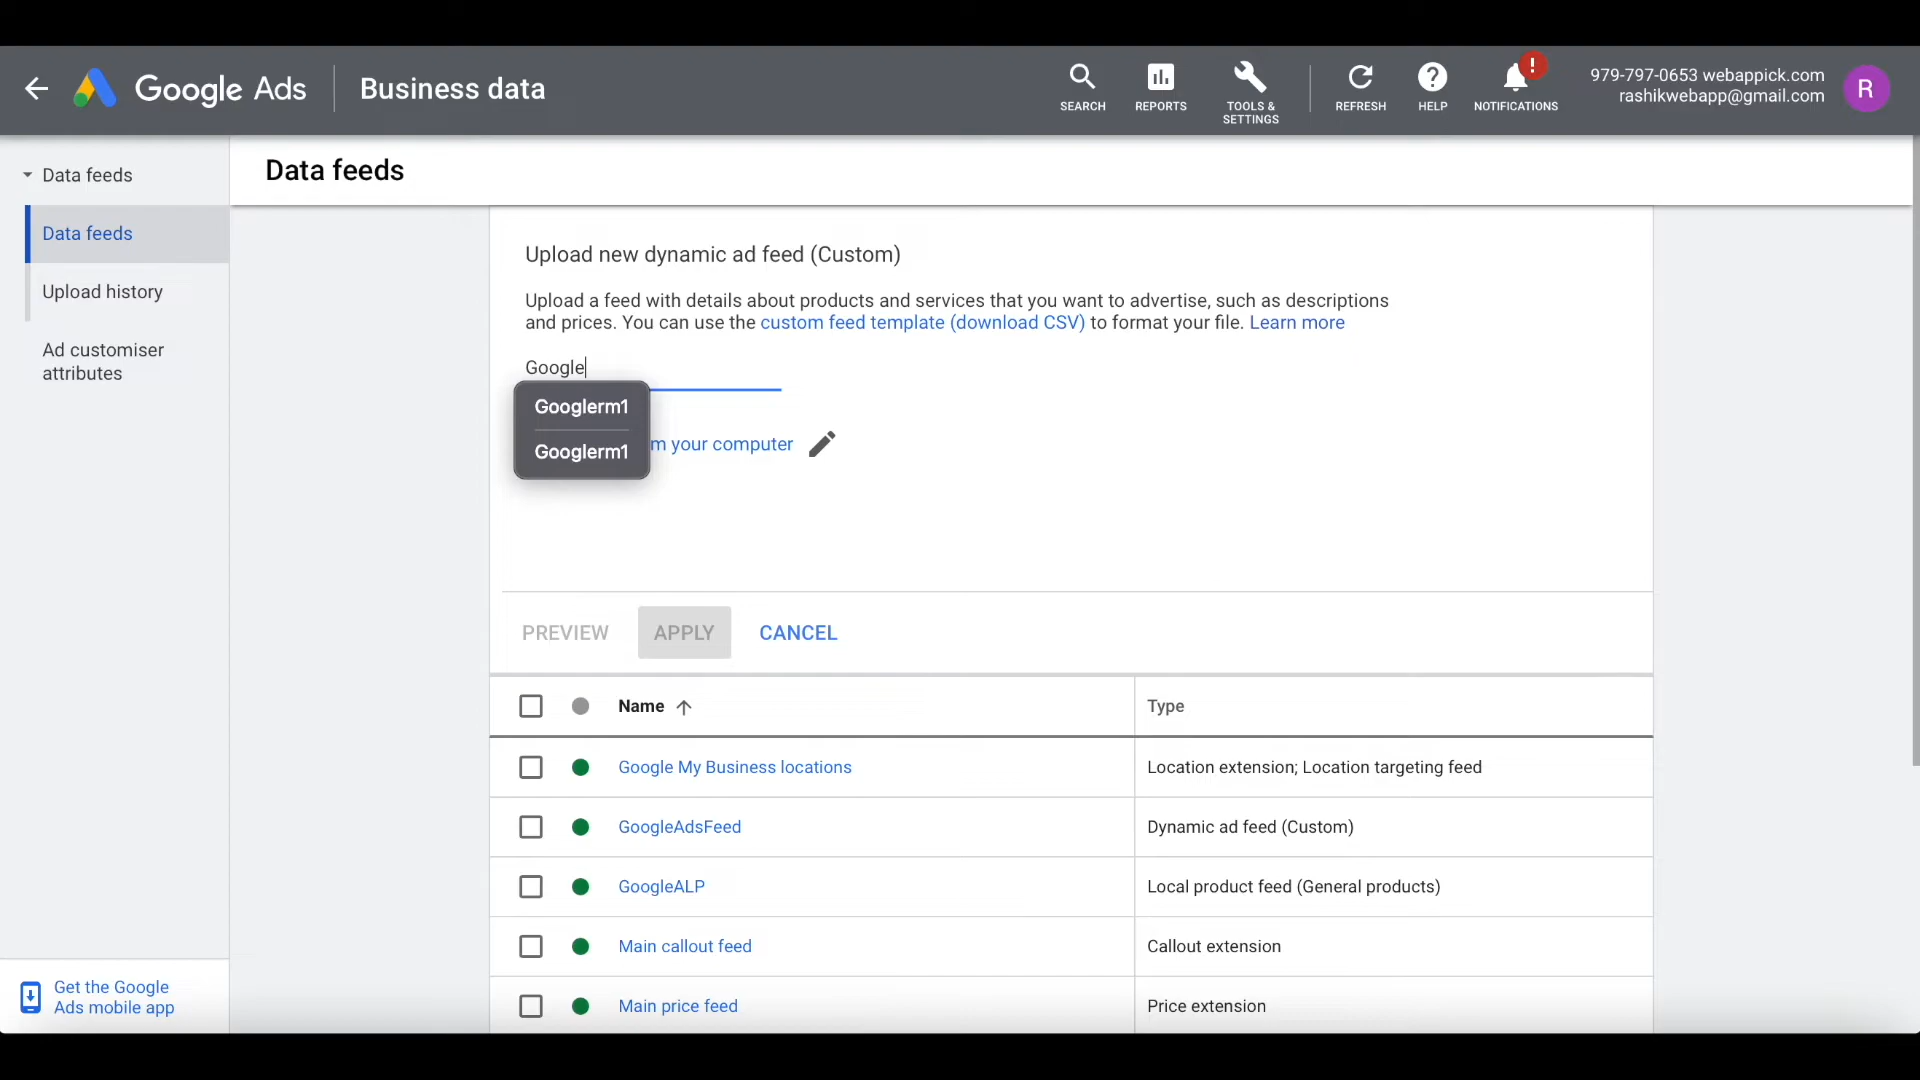 Google Ads
Business data
SEARCH
REPORTS
TOOLS &
SETTINGS
REFRESH
HELP
!
NOTIFICATIONS
979-797-0653 webappick.com
rashikwebapp@gmail.com
R
Data feeds
Data feeds
Upload history
Ad customiser
attributes
Get the Google
Ads mobile app
Data feeds
Upload new dynamic ad feed (Custom)
Upload a feed with details about products and services that you want to advertise, such as descriptions
and prices. You can use the custom feed template (download CSV) to format your file. Learn more
Google
Googlerm1
Googlerm1
m your computer
PREVIEW
APPLY
CANCEL
Name
Type
Google My Business locations
Location extension; Location targeting feed
GoogleAdsFeed
Dynamic ad feed (Custom)
GoogleALP
Local product feed (General products)
Main callout feed
Callout extension
Main price feed
Price extension